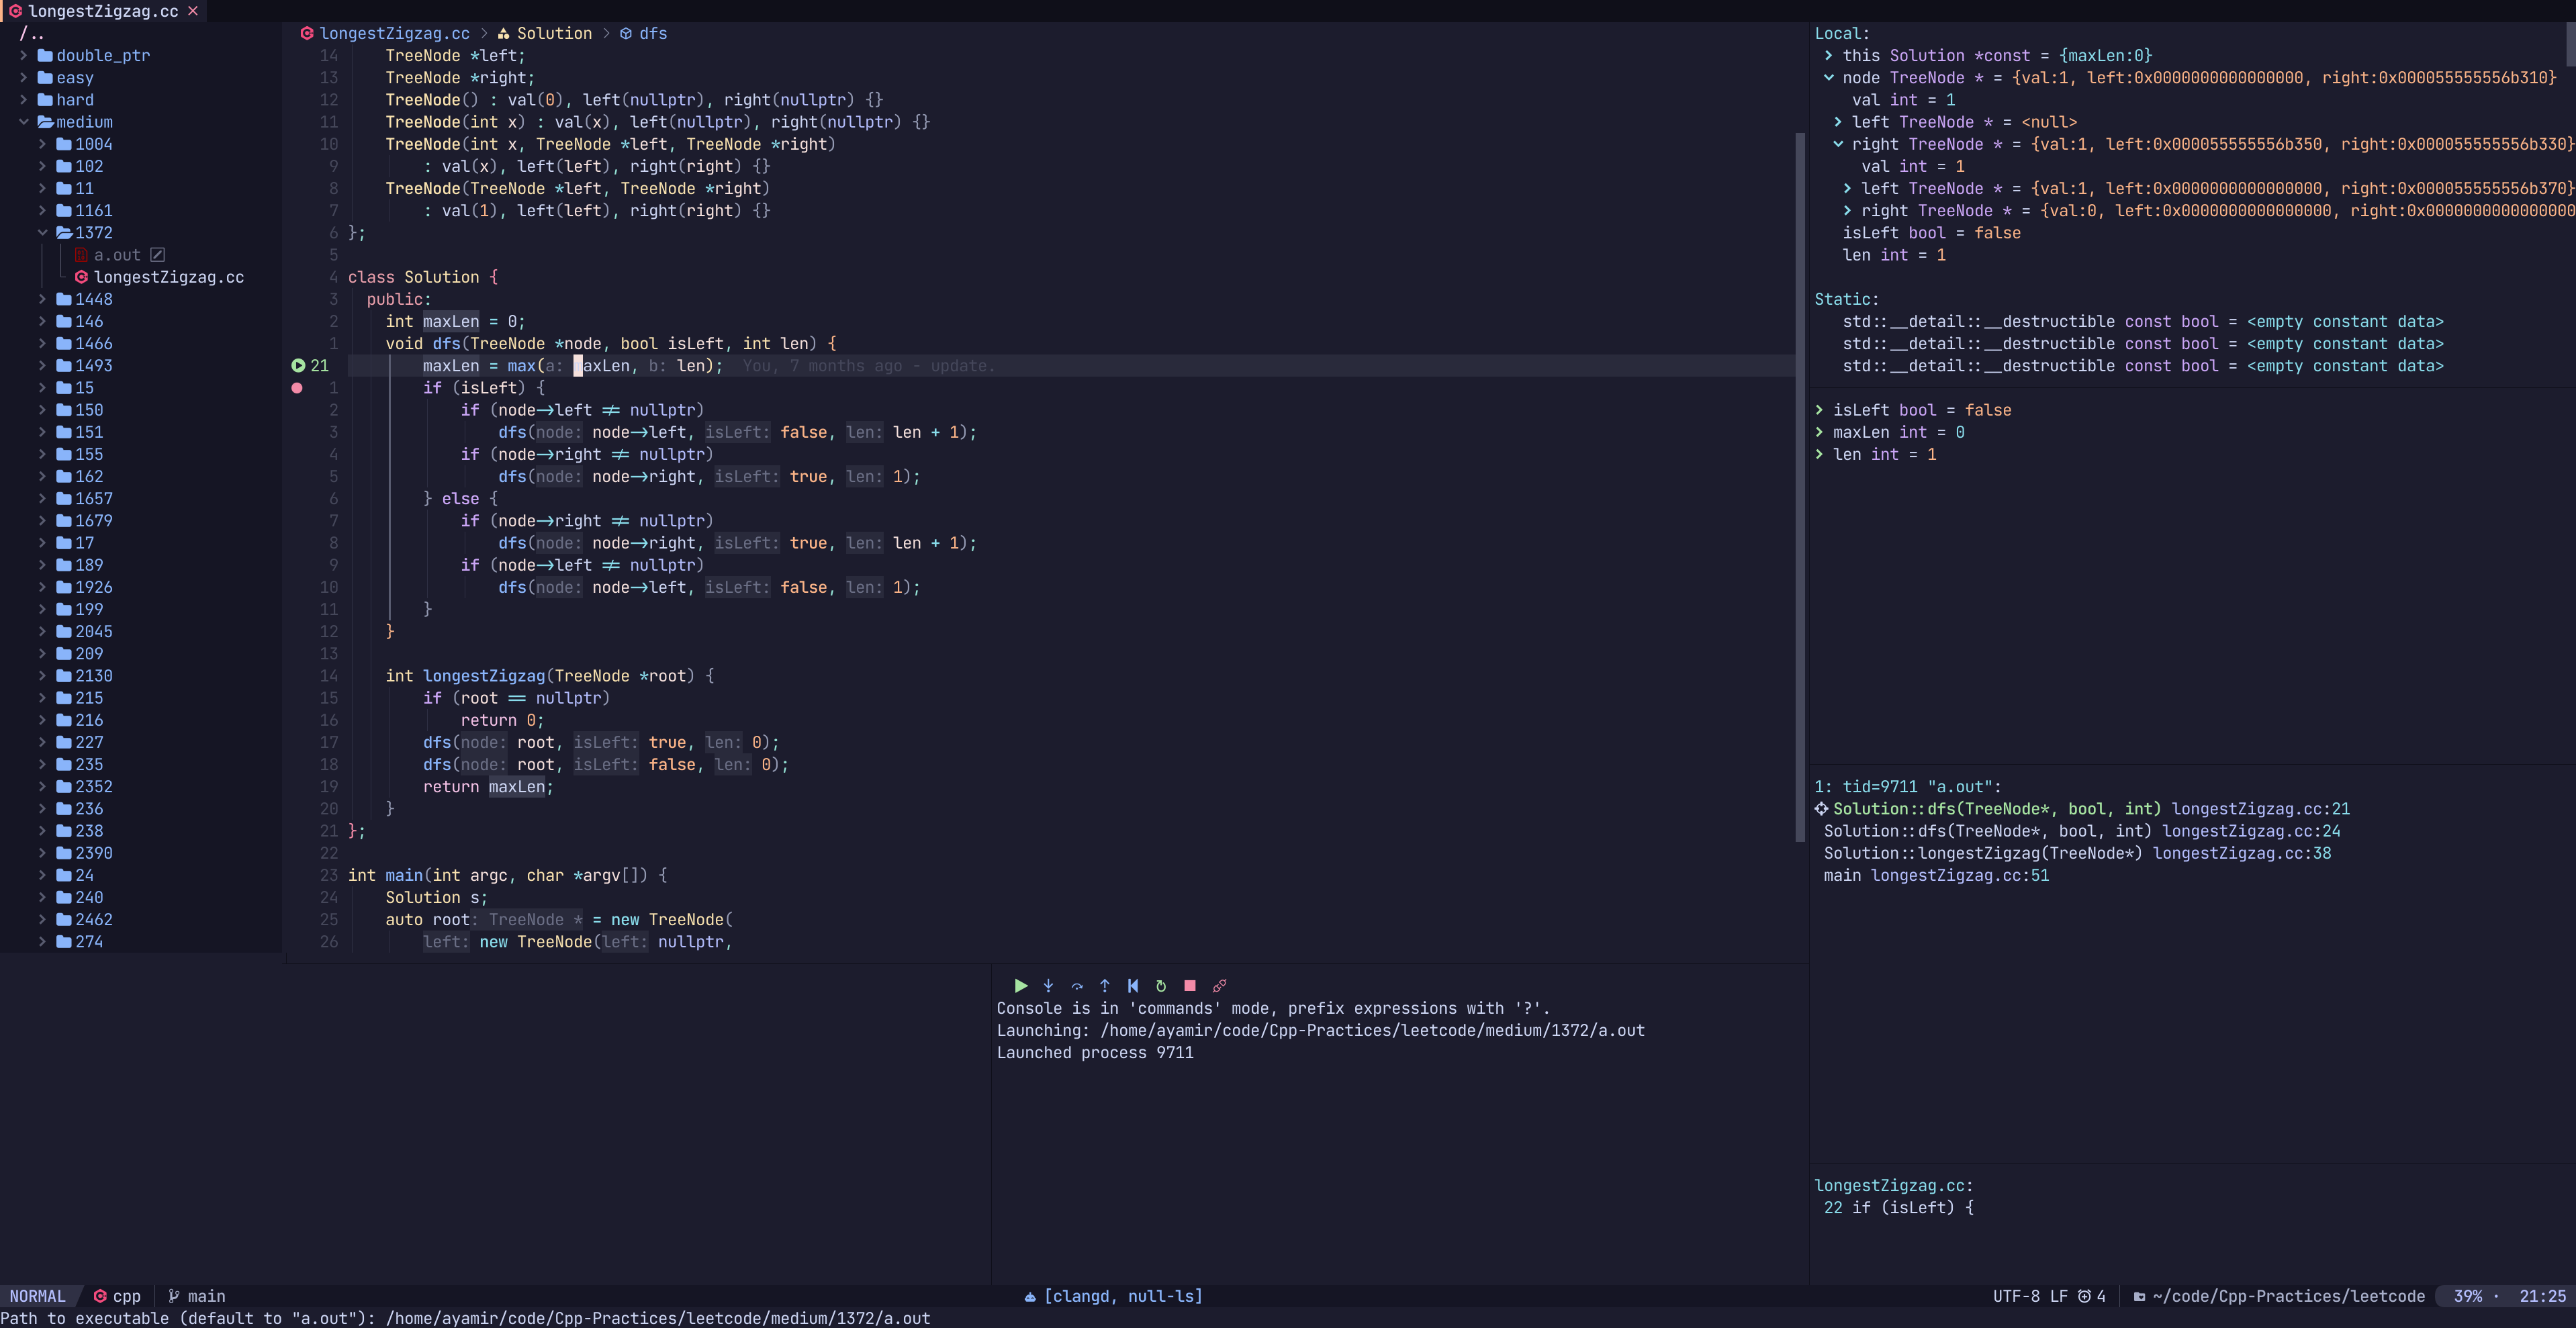 longestZigzag.cc ×
/..
double_ptr
easy
hard
medium
1004
102
11
1161
1372
a.out
longestZigzag.cc
1448
146
1466
1493
15
150
151
155
162
1657
1679
17
189
1926
199
2045
209
2130
215
216
227
235
2352
236
238
2390
24
240
2462
274
longestZigzag.cc > Solution > dfs
14 TreeNode *left;
13 TreeNode *right;
12 TreeNode() : val(0), left(nullptr), right(nullptr) {}
11 TreeNode(int x) : val(x), left(nullptr), right(nullptr) {}
10 TreeNode(int x, TreeNode *left, TreeNode *right)
9 : val(x), left(left), right(right) {}
8 TreeNode(TreeNode *left, TreeNode *right)
7 : val(1), left(left), right(right) {}
6 };
5
4 class Solution {
3 public:
2 int maxLen = 0;
1 void dfs(TreeNode *node, bool isLeft, int len) {
21 maxLen = max(a: maxLen, b: len); You, 7 months ago - update.
1 if (isLeft) {
2 if (node->left != nullptr)
3 dfs(node: node->left, isLeft: false, len: len + 1);
4 if (node->right != nullptr)
5 dfs(node: node->right, isLeft: true, len: 1);
6 } else {
7 if (node->right != nullptr)
8 dfs(node: node->right, isLeft: true, len: len + 1);
9 if (node->left != nullptr)
10 dfs(node: node->left, isLeft: false, len: 1);
11 }
12 }
13
14 int longestZigzag(TreeNode *root) {
15 if (root == nullptr)
16 return 0;
17 dfs(node: root, isLeft: true, len: 0);
18 dfs(node: root, isLeft: false, len: 0);
19 return maxLen;
20 }
21 };
22
23 int main(int argc, char *argv[]) {
24 Solution s;
25 auto root: TreeNode * = new TreeNode(
26 left: new TreeNode(left: nullptr,
Local:
this Solution *const = {maxLen:0}
node TreeNode * = {val:1, left:0x0000000000000000, right:0x000055555556b310}
val int = 1
left TreeNode * = <null>
right TreeNode * = {val:1, left:0x000055555556b350, right:0x000055555556b330}
val int = 1
left TreeNode * = {val:1, left:0x0000000000000000, right:0x000055555556b370}
right TreeNode * = {val:0, left:0x0000000000000000, right:0x0000000000000000
isLeft bool = false
len int = 1
Static:
std::__detail::__destructible const bool = <empty constant data>
std::__detail::__destructible const bool = <empty constant data>
std::__detail::__destructible const bool = <empty constant data>
isLeft bool = false
maxLen int = 0
len int = 1
1: tid=9711 "a.out":
Solution::dfs(TreeNode*, bool, int) longestZigzag.cc:21
Solution::dfs(TreeNode*, bool, int) longestZigzag.cc:24
Solution::longestZigzag(TreeNode*) longestZigzag.cc:38
main longestZigzag.cc:51
longestZigzag.cc:
22 if (isLeft) {
Console is in 'commands' mode, prefix expressions with '?'.
Launching: /home/ayamir/code/Cpp-Practices/leetcode/medium/1372/a.out
Launched process 9711
NORMAL cpp main [clangd, null-ls] UTF-8 LF 4 ~/code/Cpp-Practices/leetcode 39% · 21:25
Path to executable (default to "a.out"): /home/ayamir/code/Cpp-Practices/leetcode/medium/1372/a.out